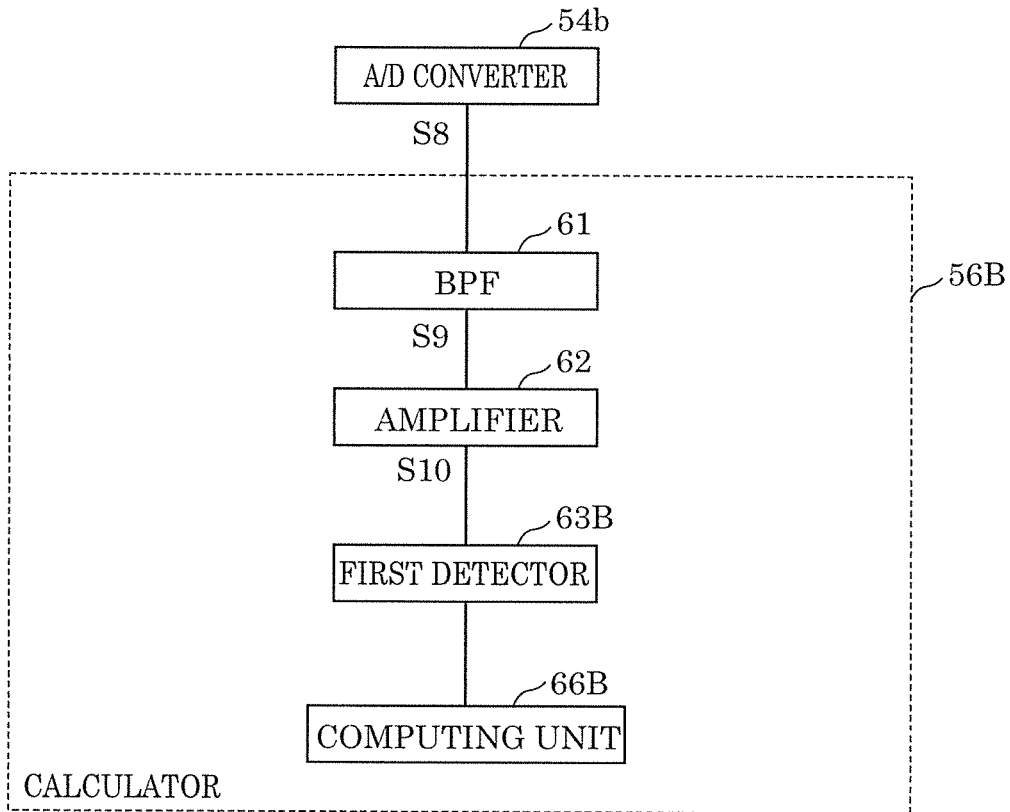 54b
A/D CONVERTER
S8
61
BPF
56B
S9
62
AMPLIFIER
S10
63B
FIRST DETECTOR
66B
COMPUTING UNIT
CALCULATOR